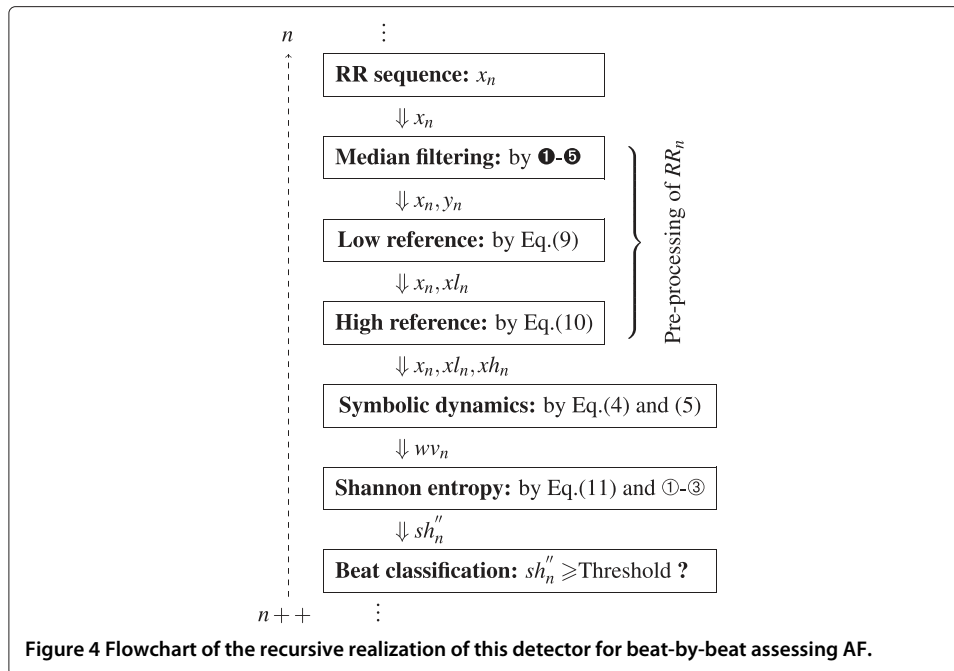 n ⋮
RR sequence: xₙ
⇓ xₙ
Median filtering: by ❶-❺
⇓ xₙ, yₙ
Low reference: by Eq.(9)
⇓ xₙ, xlₙ
High reference: by Eq.(10)
Pre-processing of RRₙ
⇓ xₙ, xlₙ, xhₙ
Symbolic dynamics: by Eq.(4) and (5)
⇓ wvₙ
Shannon entropy: by Eq.(11) and ①-③
⇓ sh″ₙ
Beat classification: sh″ₙ ⩾Threshold ?
n++ ⋮
Figure 4 Flowchart of the recursive realization of this detector for beat-by-beat assessing AF.